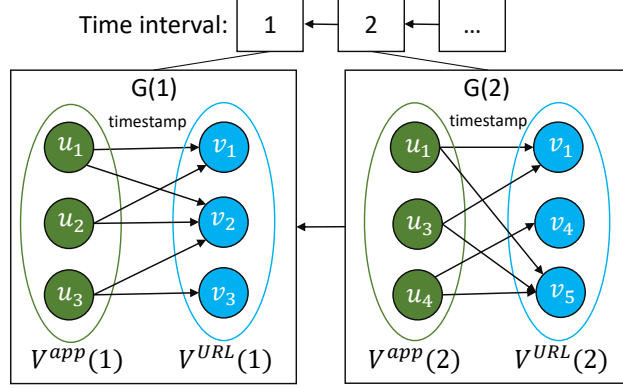 Time interval: 1 2 ...
G(1)
timestamp
u₁ v₁
u₂ v₂
u₃ v₃
V^{app}(1) V^{URL}(1)
G(2)
timestamp
u₁ v₁
u₃ v₄
u₄ v₅
V^{app}(2) V^{URL}(2)